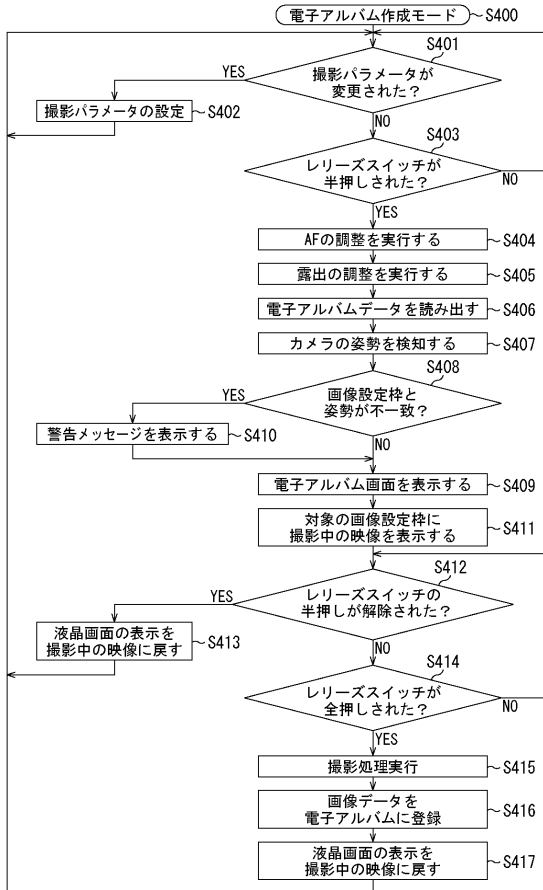 電子アルバム作成モード
S400
S401
撮影パラメータが
変更された？
YES
撮影パラメータの設定
S402
NO
S403
レリーズスイッチが
半押しされた？
NO
YES
AFの調整を実行する
S404
露出の調整を実行する
S405
電子アルバムデータを読み出す
S406
カメラの姿勢を検知する
S407
S408
画像設定枠と
姿勢が不一致？
YES
警告メッセージを表示する
S410
NO
電子アルバム画面を表示する
S409
対象の画像設定枠に
撮影中の映像を表示する
S411
S412
レリーズスイッチの
半押しが解除された？
YES
液晶画面の表示を
撮影中の映像に戻す
S413
NO
S414
レリーズスイッチが
全押しされた？
NO
YES
撮影処理実行
S415
画像データを
電子アルバムに登録
S416
液晶画面の表示を
撮影中の映像に戻す
S417